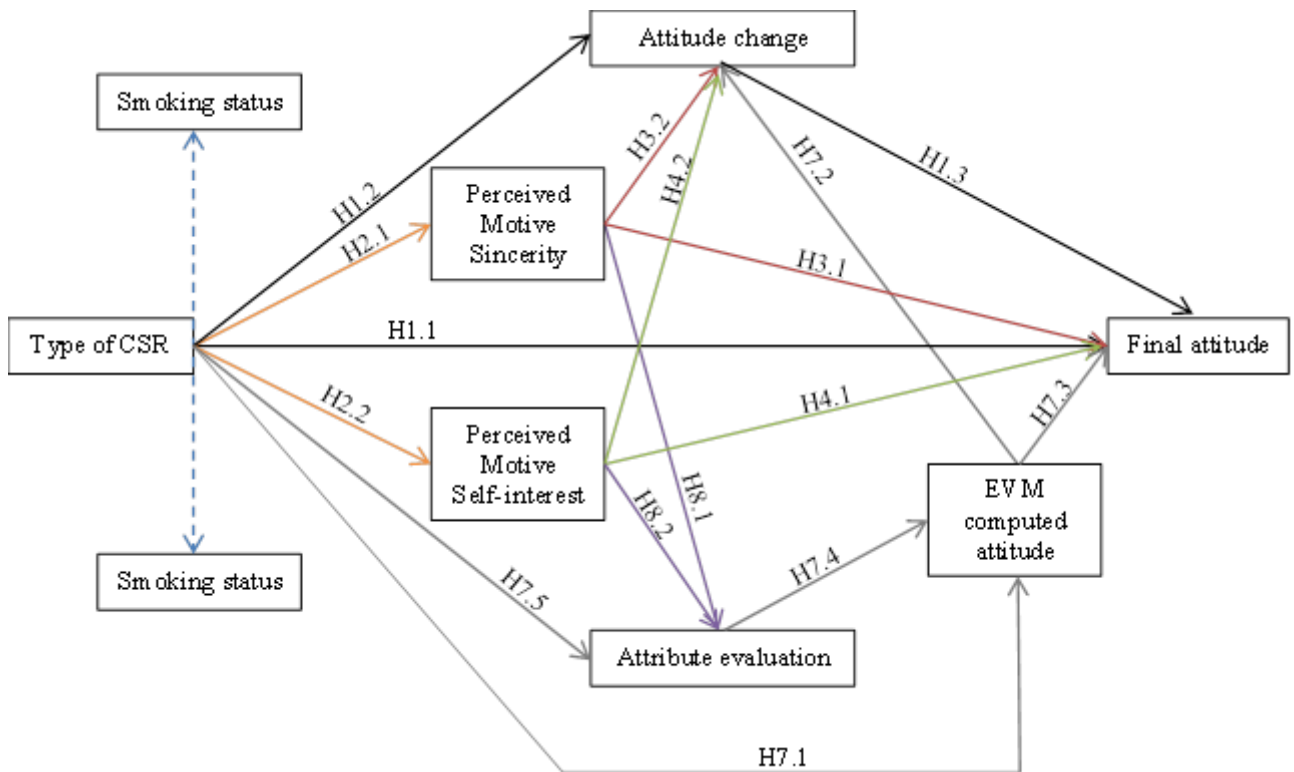 Attitude change
Smoking status
H3.2
H4.2
H7.2
H1.3
H1.2
Perceived
Motive
Sincerity
H2.1
H3.1
Type of CSR
H1.1
Final attitude
H2.2
H4.1
H7.3
Perceived
Motive
Self-interest
H8.1
H8.2
EVM
computed
attitude
Smoking status
H7.5
H7.4
Attribute evaluation
H7.1